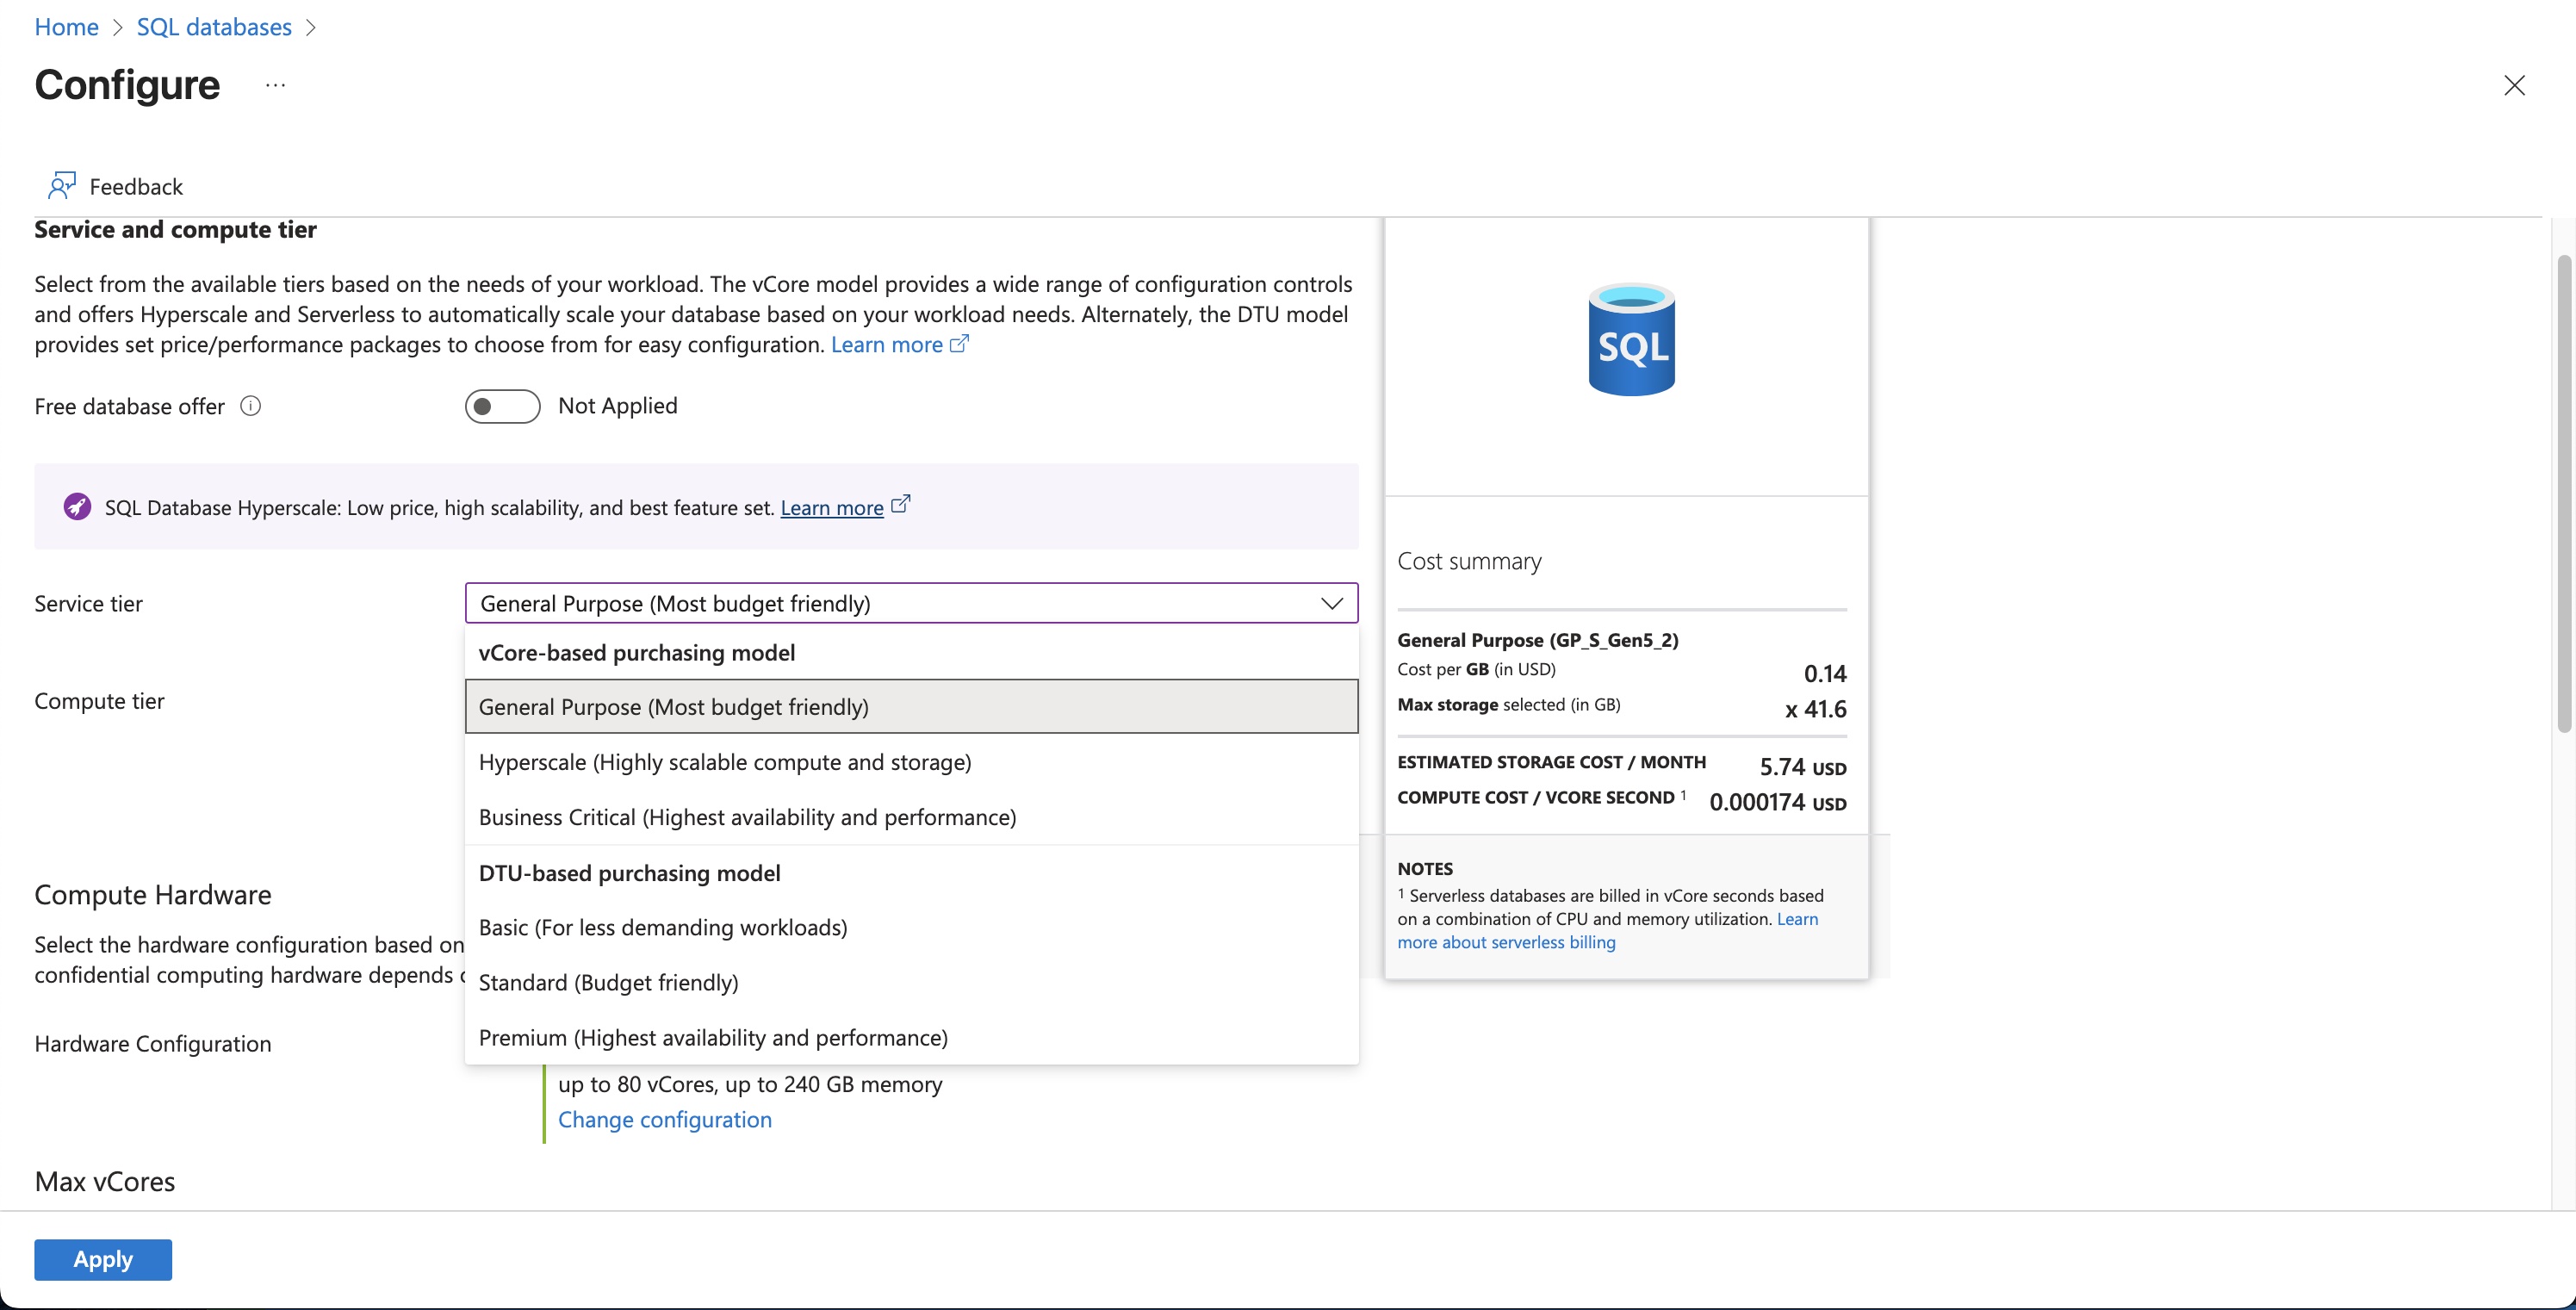 Home > SQL databases >
Configure ...
Feedback
Service and compute tier
Select from the available tiers based on the needs of your workload. The vCore model provides a wide range of configuration controls
and offers Hyperscale and Serverless to automatically scale your database based on your workload needs. Alternately, the DTU model
provides set price/performance packages to choose from for easy configuration. Learn more
Free database offer
Not Applied
SQL Database Hyperscale: Low price, high scalability, and best feature set. Learn more
Service tier
General Purpose (Most budget friendly)
vCore-based purchasing model
General Purpose (Most budget friendly)
Hyperscale (Highly scalable compute and storage)
Business Critical (Highest availability and performance)
DTU-based purchasing model
Basic (For less demanding workloads)
Standard (Budget friendly)
Premium (Highest availability and performance)
Compute tier
Compute Hardware
Select the hardware configuration based on
confidential computing hardware depends
Hardware Configuration
up to 80 vCores, up to 240 GB memory
Change configuration
Max vCores
Apply
SQL
Cost summary
General Purpose (GP_S_Gen5_2)
Cost per GB (in USD) 0.14
Max storage selected (in GB) x 41.6
ESTIMATED STORAGE COST / MONTH 5.74 USD
COMPUTE COST / VCORE SECOND ¹ 0.000174 USD
NOTES
¹ Serverless databases are billed in vCore seconds based
on a combination of CPU and memory utilization. Learn
more about serverless billing